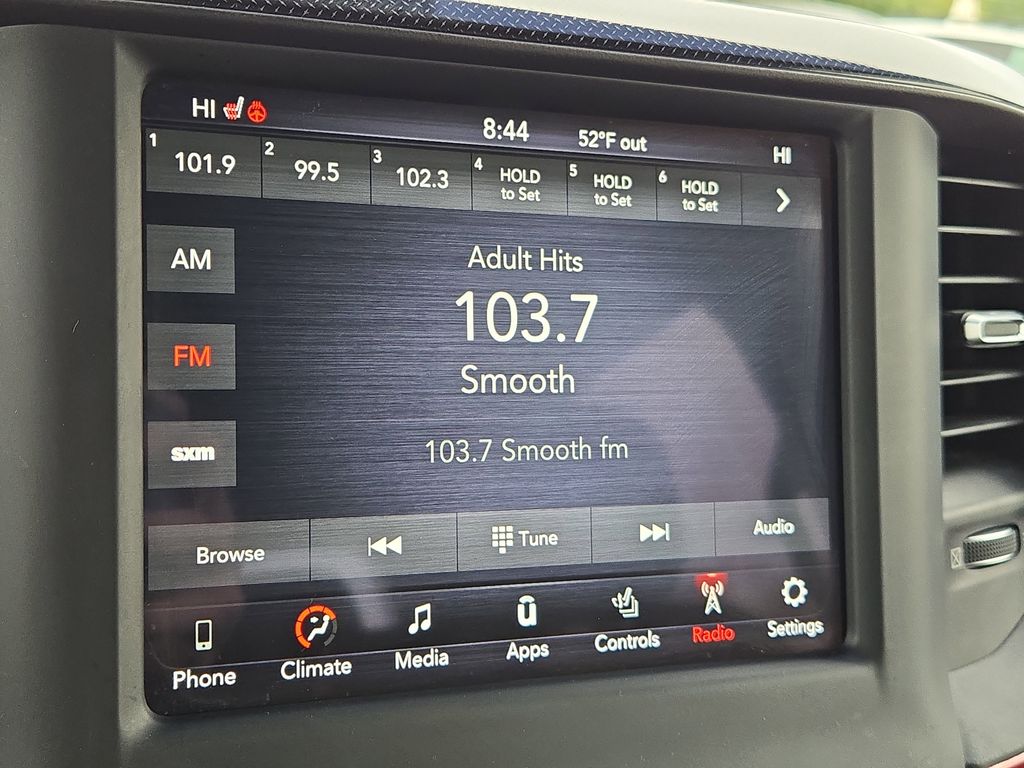 HI
8:44
52°F out
HI
1 101.9
2 99.5
3 102.3
4 HOLD
to Set
5 HOLD
to Set
6 HOLD
to Set
AM
Adult Hits
103.7
FM
Smooth
sxm
103.7 Smooth fm
Browse
Tune
Audio
Phone
Climate
Media
Apps
Controls
Radio
Settings